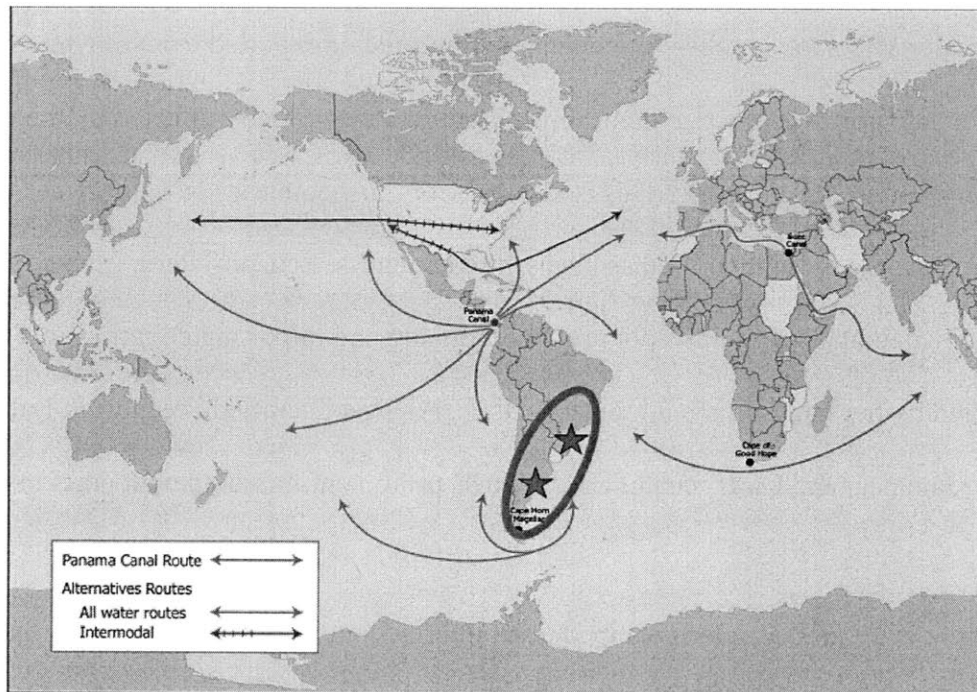 Suez
Canal
Panama
Canal
Cape of
Good Hope
Cape Horn
Magellan
Panama Canal Route
Alternatives Routes
All water routes
Intermodal